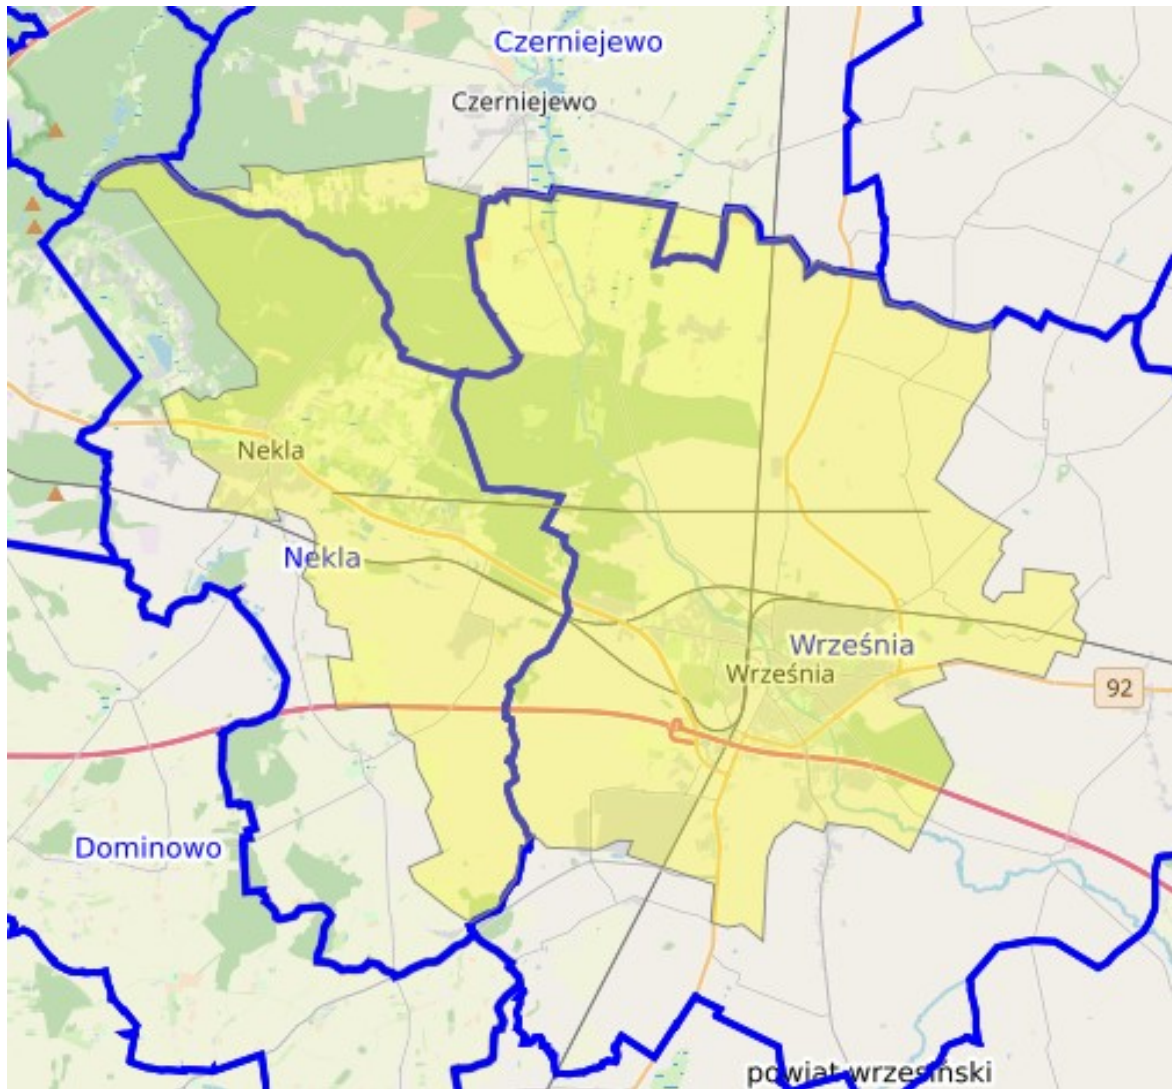 Czerniejewo
Czerniejewo
Nekla
Nekla
Września
Września
92
Dominowo
powiat wrzesiński